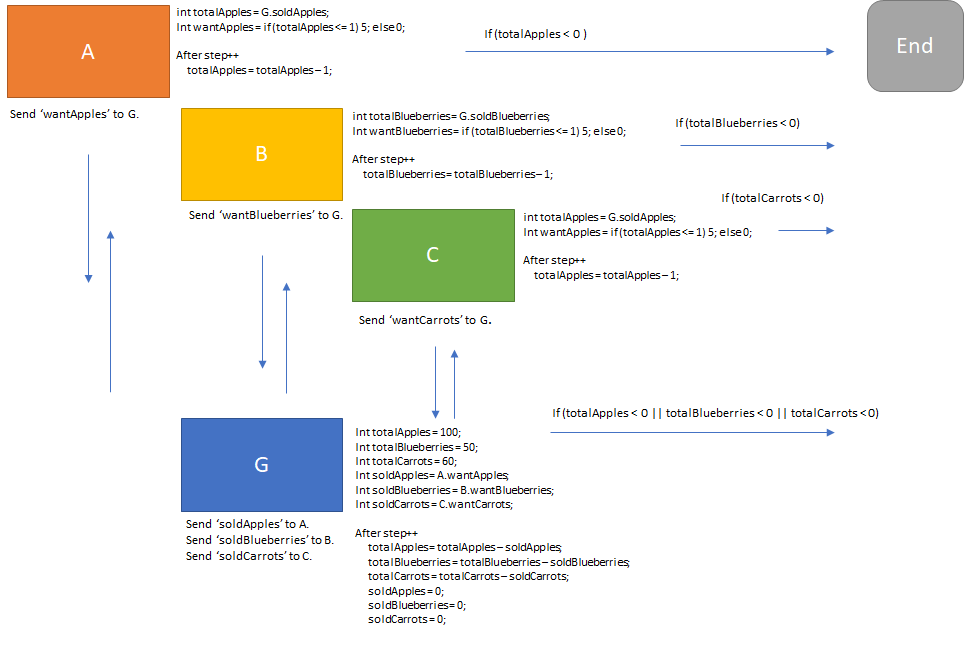 A
int totalApples = G.soldApples;
Int wantApples = if (totalApples <= 1) 5; else 0;
After step++
totalApples = totalApples – 1;
If (totalApples < 0 )
End
Send ‘wantApples’ to G.
B
int totalBlueberries = G.soldBlueberries;
Int wantBlueberries = if (totalBlueberries <= 1) 5; else 0;
After step++
totalBlueberries = totalBlueberries – 1;
If (totalBlueberries < 0)
Send ‘wantBlueberries’ to G.
C
int totalApples = G.soldApples;
Int wantApples = if (totalApples <= 1) 5; else 0;
After step++
totalApples = totalApples – 1;
If (totalCarrots < 0)
Send ‘wantCarrots’ to G.
If (totalApples < 0 || totalBlueberries < 0 || totalCarrots < 0)
G
Int totalApples = 100;
Int totalBlueberries = 50;
Int totalCarrots = 60;
Int soldApples = A.wantApples;
Int soldBlueberries = B.wantBlueberries;
Int soldCarrots = C.wantCarrots;
After step++
totalApples = totalApples – soldApples;
totalBlueberries = totalBlueberries – soldBlueberries;
totalCarrots = totalCarrots – soldCarrots;
soldApples = 0;
soldBlueberries = 0;
soldCarrots = 0;
Send ‘soldApples’ to A.
Send ‘soldBlueberries’ to B.
Send ‘soldCarrots’ to C.